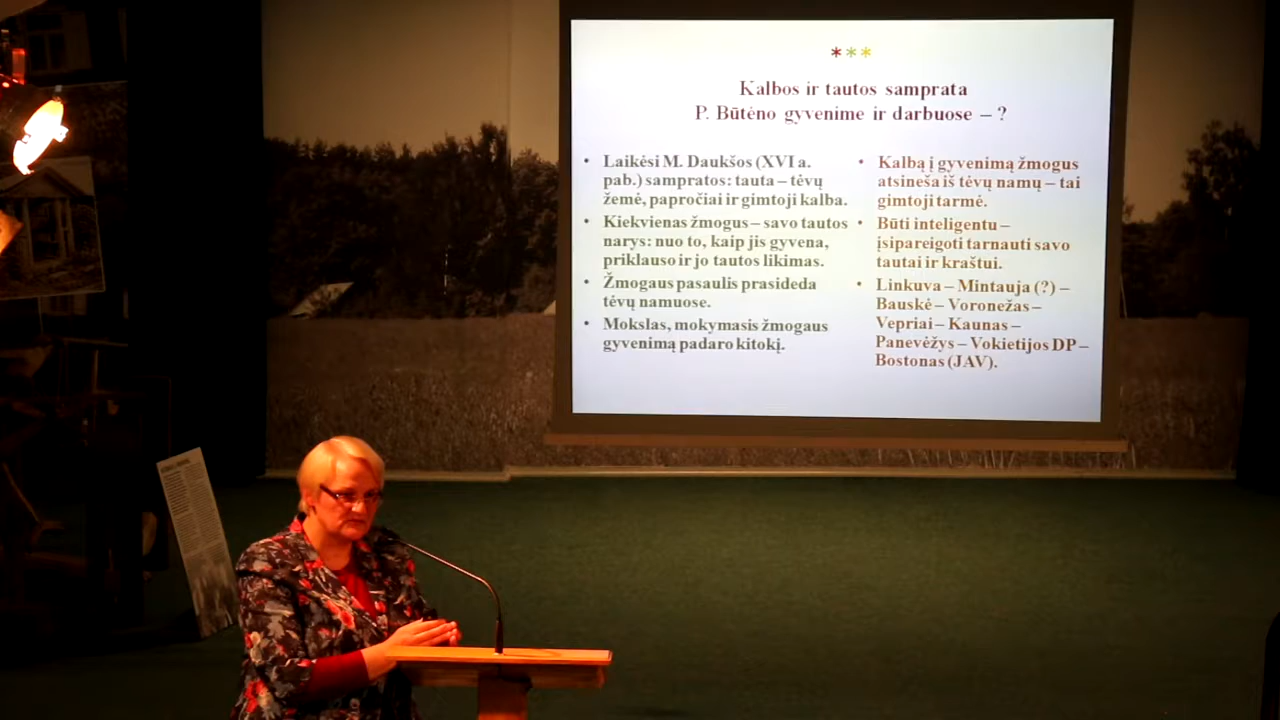 ***
Kalbos ir tautos samprata
P. Būtėno gyvenime ir darbuose – ?
• Laikėsi M. Daukšos (XVI a.
pab.) sampratos: tauta – tėvų
žemė, papročiai ir gimtoji kalba.
• Kiekvienas žmogus – savo tautos
narys: nuo to, kaip jis gyvena,
priklauso ir jo tautos likimas.
• Žmogaus pasaulis prasideda
tėvų namuose.
• Mokslas, mokymasis žmogaus
gyvenimą padaro kitokį.
• Kalbą į gyvenimą žmogus
atsineša iš tėvų namų – tai
gimtoji tarmė.
• Būti inteligentu –
įsipareigoti tarnauti savo
tautai ir kraštui.
• Linkuva – Mintauja (?) –
Bauskė – Voronežas –
Vepriai – Kaunas –
Panevėžys – Vokietijos DP –
Bostonas (JAV).